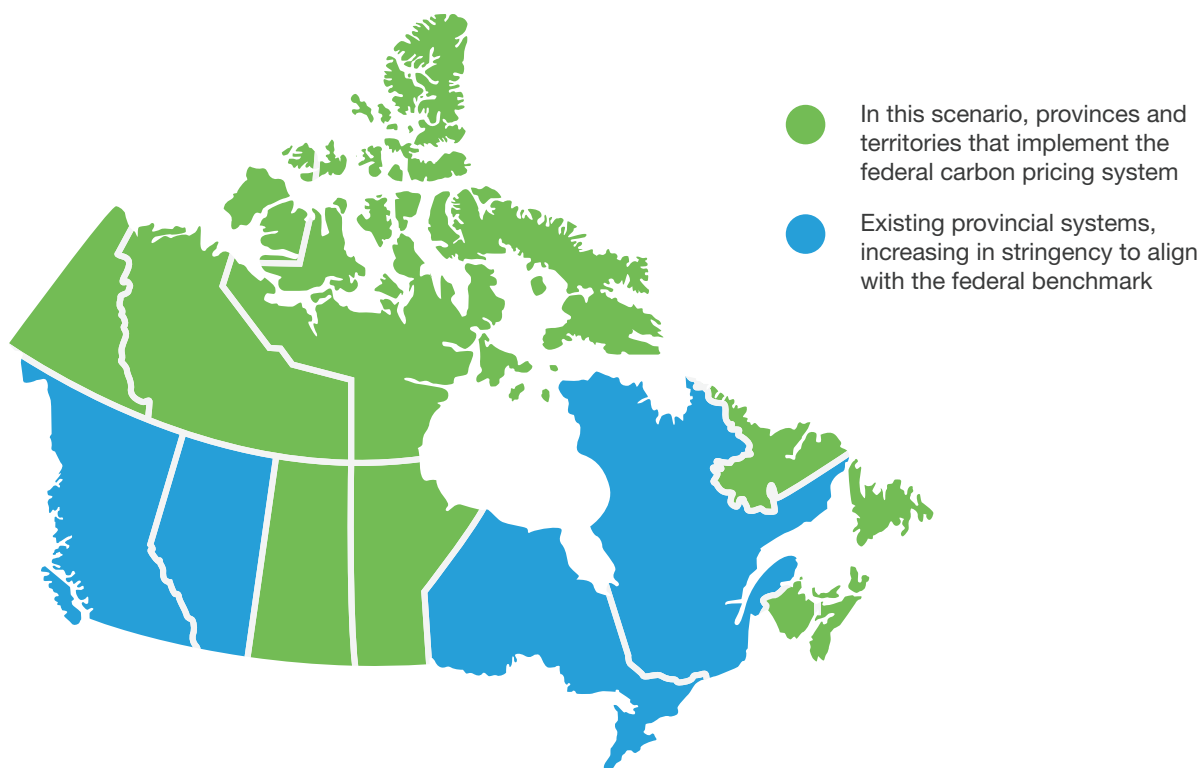 In this scenario, provinces and
territories that implement the
federal carbon pricing system
Existing provincial systems,
increasing in stringency to align
with the federal benchmark